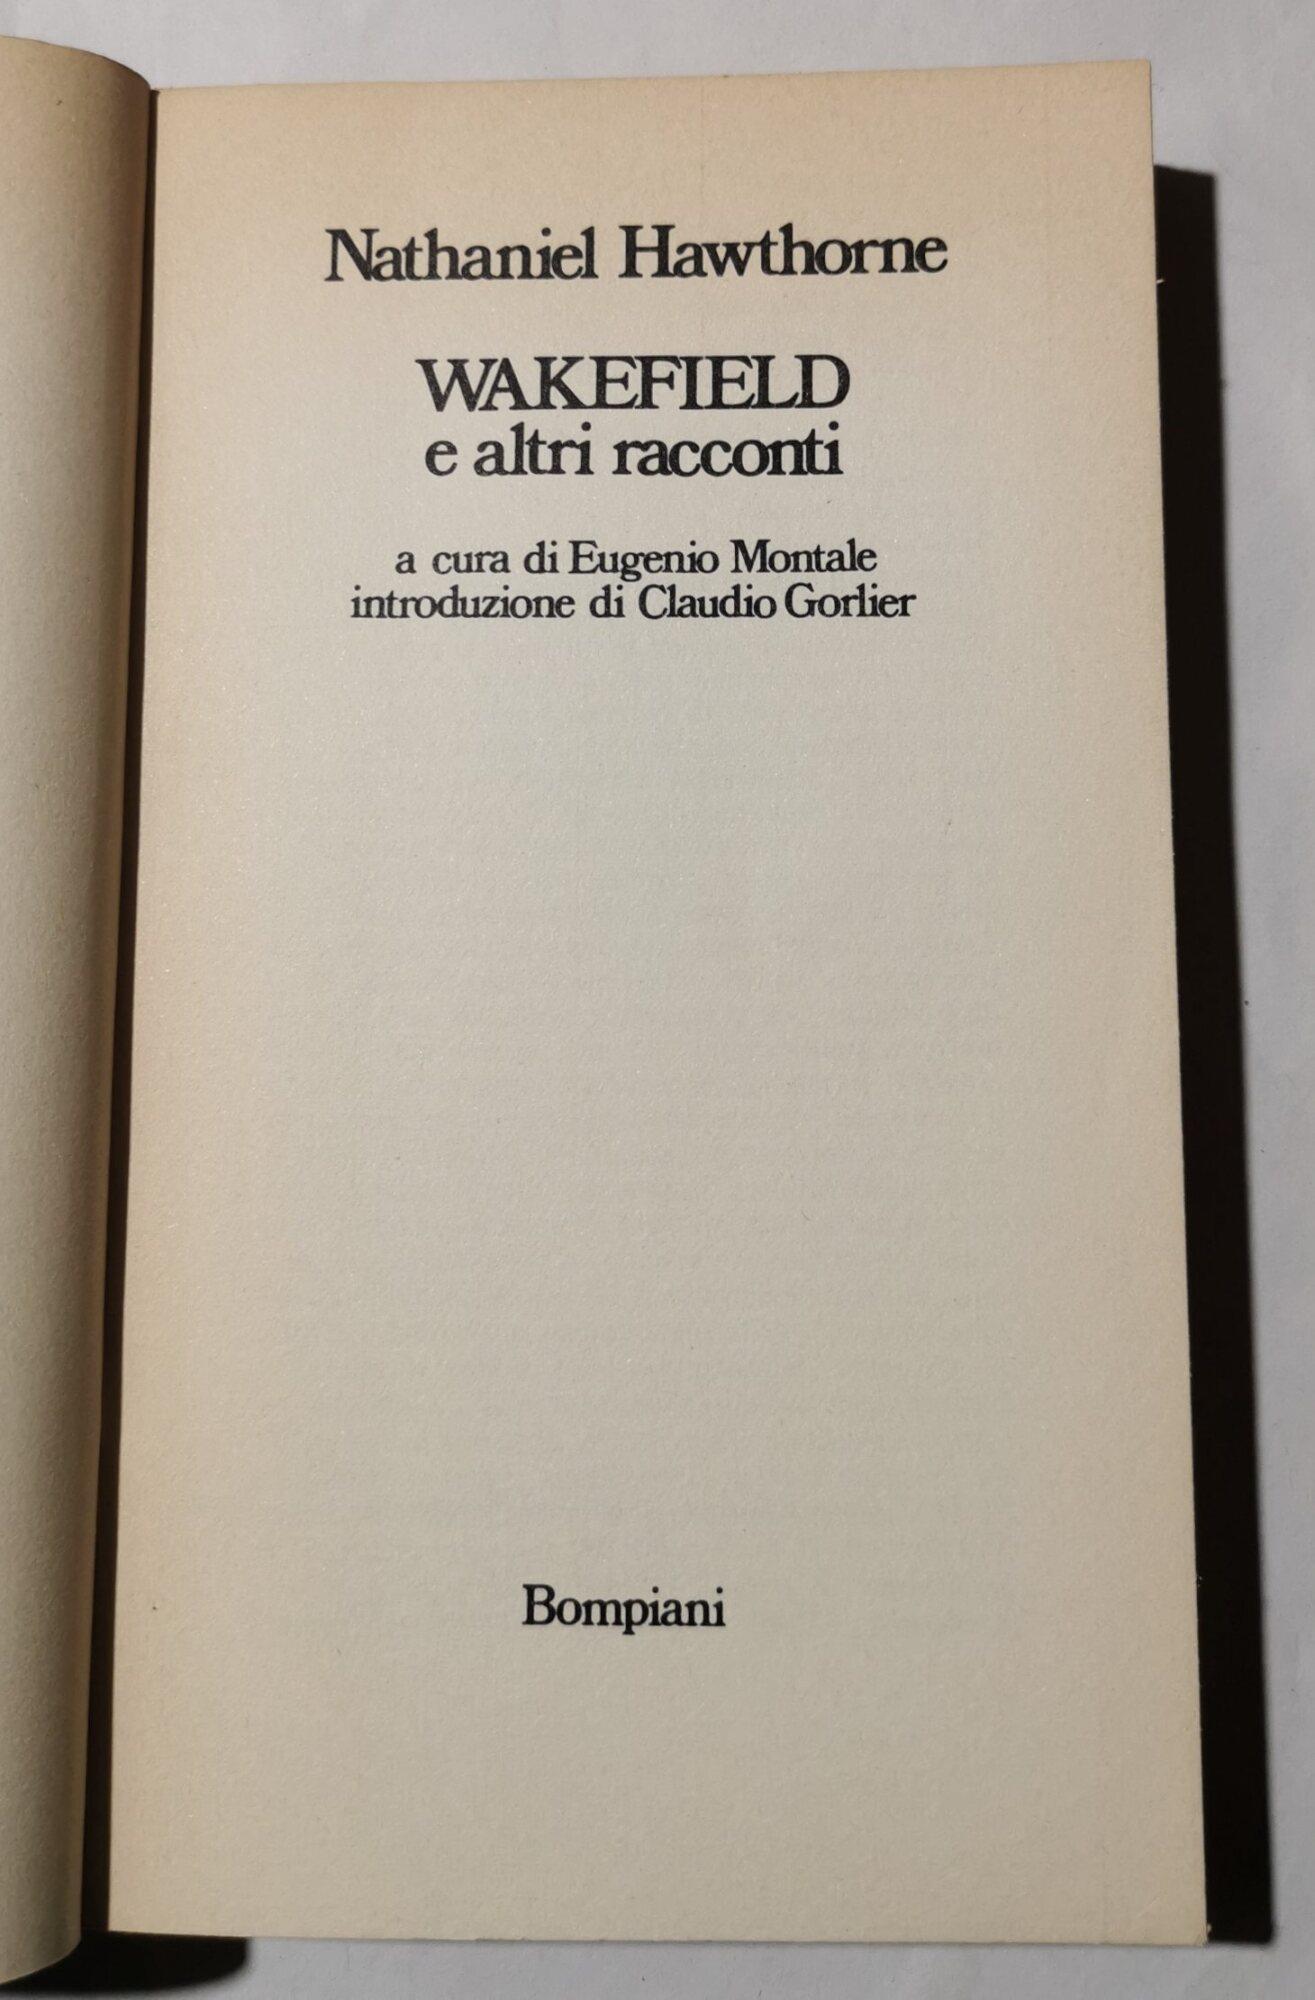 Nathaniel Hawthorne
WAKEFIELD
e altri racconti
a cura di Eugenio Montale
introduzione di Claudio Gorlier
Bompiani